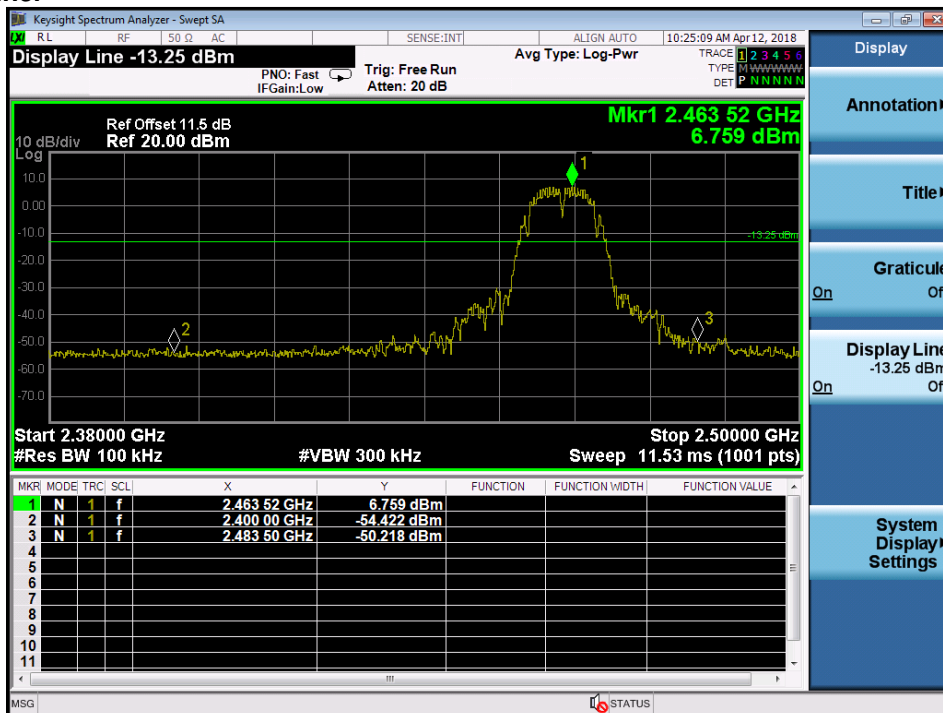 Keysight Spectrum Analyzer - Swept SA
LXI RL RF 50 Ω AC SENSE:INT ALIGN AUTO 10:25:09 AM Apr 12, 2018
Display Line -13.25 dBm
PNO: Fast
IFGain:Low
Trig: Free Run
Atten: 20 dB
Avg Type: Log-Pwr
TRACE 1 2 3 4 5 6
TYPE M WWWWW
DET P N N N N N
Mkr1 2.463 52 GHz
6.759 dBm
Ref Offset 11.5 dB
10 dB/div Ref 20.00 dBm
Log
10.0
0.00
-10.0
-20.0
-30.0
-40.0
-50.0
-60.0
-70.0
1
-13.25 dBm
2
3
Start 2.38000 GHz Stop 2.50000 GHz
#Res BW 100 kHz #VBW 300 kHz Sweep 11.53 ms (1001 pts)
MKR MODE TRC SCL X Y FUNCTION FUNCTION WIDTH FUNCTION VALUE
1 N 1 f 2.463 52 GHz 6.759 dBm
2 N 1 f 2.400 00 GHz -54.422 dBm
3 N 1 f 2.483 50 GHz -50.218 dBm
4
5
6
7
8
9
10
11
MSG STATUS
Display
Annotation
Title
Graticule
On Of
Display Line
-13.25 dBm
On Of
System
Display
Settings